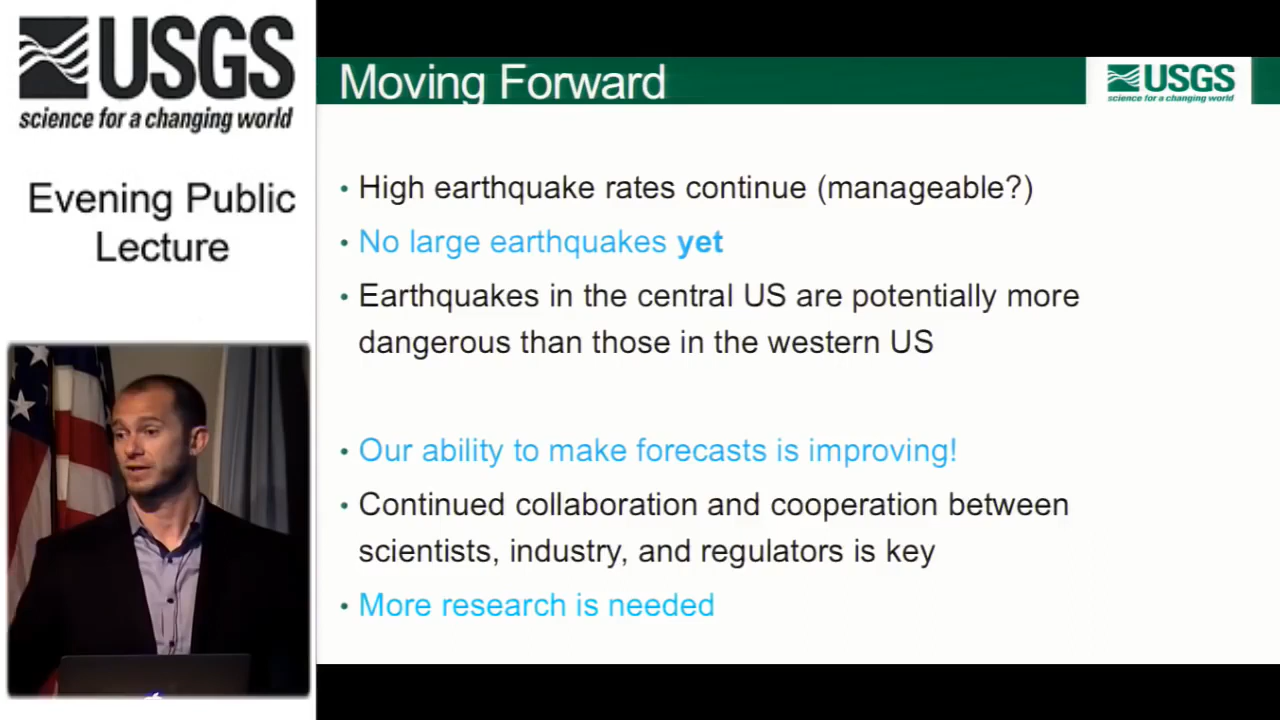 USGS
science for a changing world
Evening Public
Lecture
Moving Forward
USGS
science for a changing world
• High earthquake rates continue (manageable?)
• No large earthquakes yet
• Earthquakes in the central US are potentially more
dangerous than those in the western US
• Our ability to make forecasts is improving!
• Continued collaboration and cooperation between
scientists, industry, and regulators is key
• More research is needed